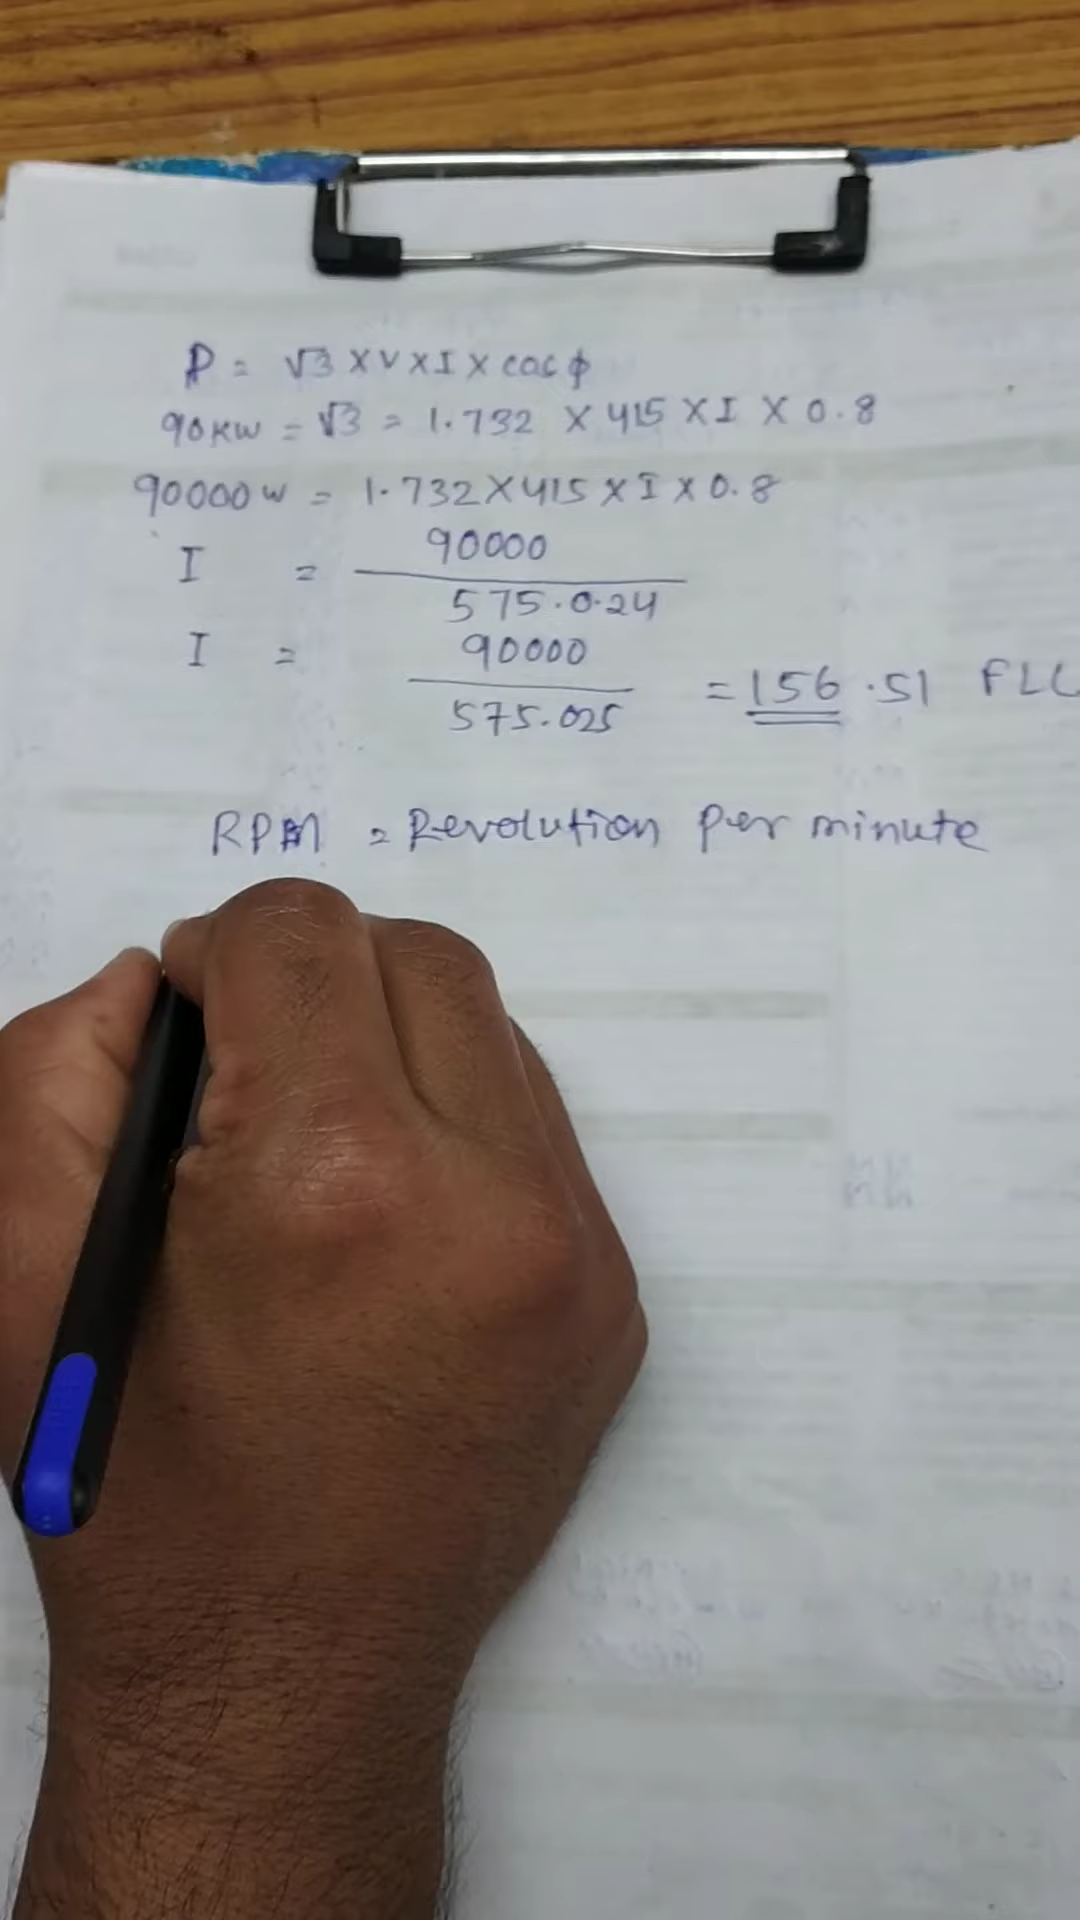 P = √3 X V X I X cos φ
90KW = √3 = 1.732 X 415 X I X 0.8
90000 W = 1.732 X 415 X I X 0.8
I = 90000
575.0.24
I = 90000
575.025 = 156.51 FLC
RPM = Revolution Per minute